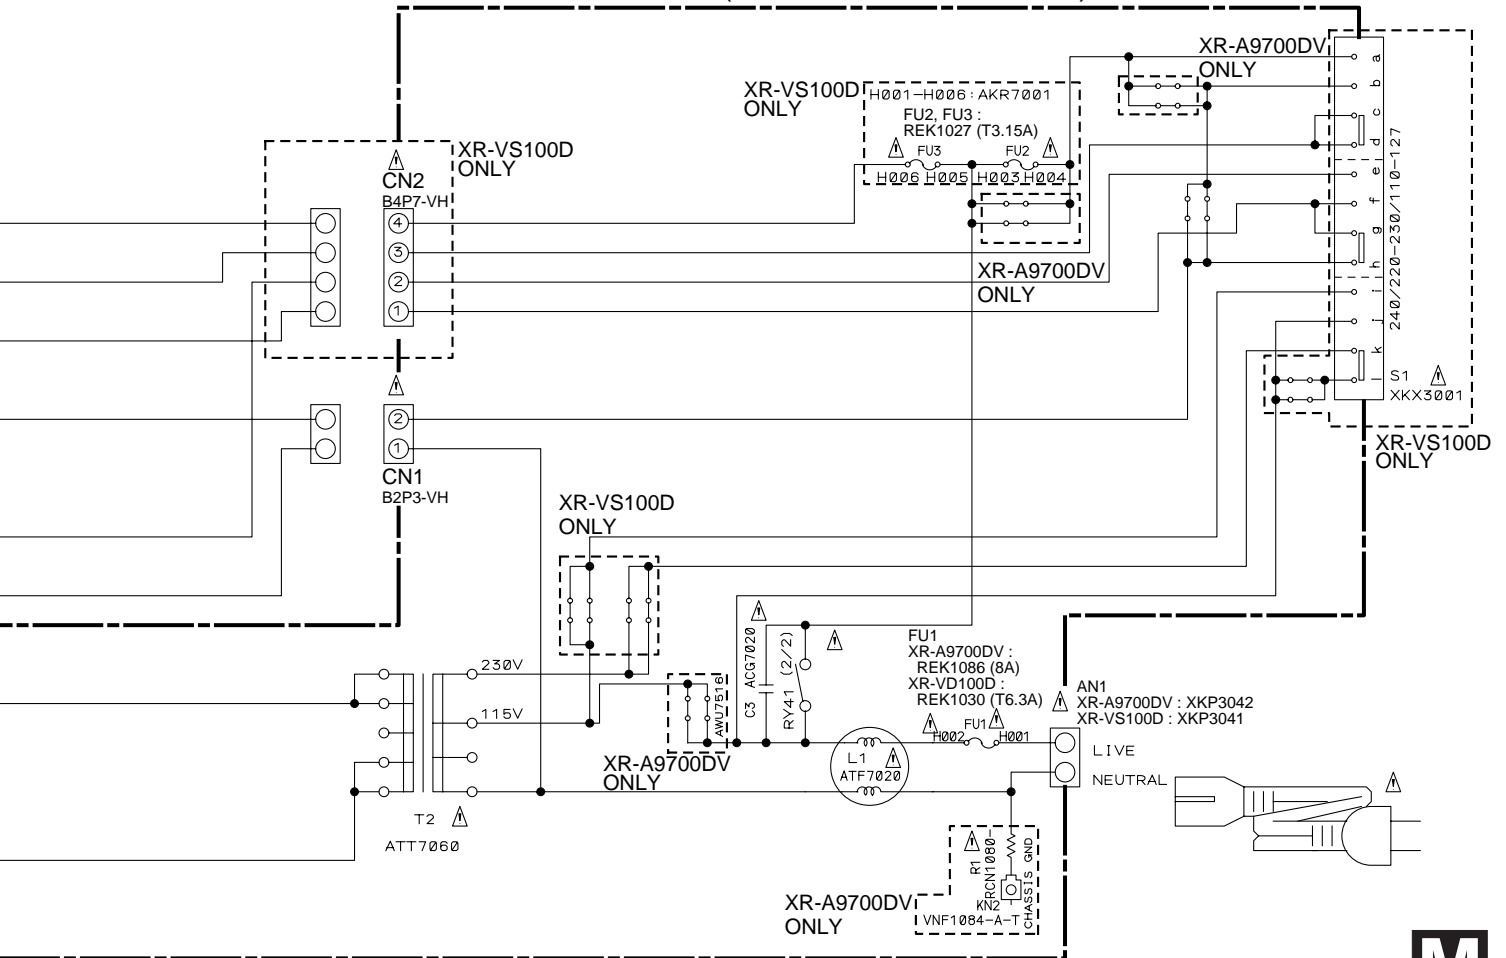 XR-A9700DV
ONLY
XR-VS100D
ONLY
H001-H006:AKR7001
FU2, FU3 :
REK1027 (T3.15A)
FU3
FU2
H006 H005 H003 H004
XR-VS100D
ONLY
CN2
B4P7-VH
4
3
2
1
XR-A9700DV
ONLY
a
b
c
d
e
f
g
h
i
j
k
l
240/220-230/110-127
S1
XKX3001
XR-VS100D
ONLY
2
1
CN1
B2P3-VH
XR-VS100D
ONLY
230V
115V
T2
ATT7060
AWU7516
XR-A9700DV
ONLY
C3 ACG7020
RY41 (2/2)
FU1
XR-A9700DV :
REK1086 (8A)
XR-VD100D :
REK1030 (T6.3A)
H002
FU1
H001
L1
ATF7020
AN1
XR-A9700DV : XKP3042
XR-VS100D : XKP3041
LIVE
NEUTRAL
R1
RCN1080-
KN2
VNF1084-A-T
CHASSIS GND
XR-A9700DV
ONLY
M